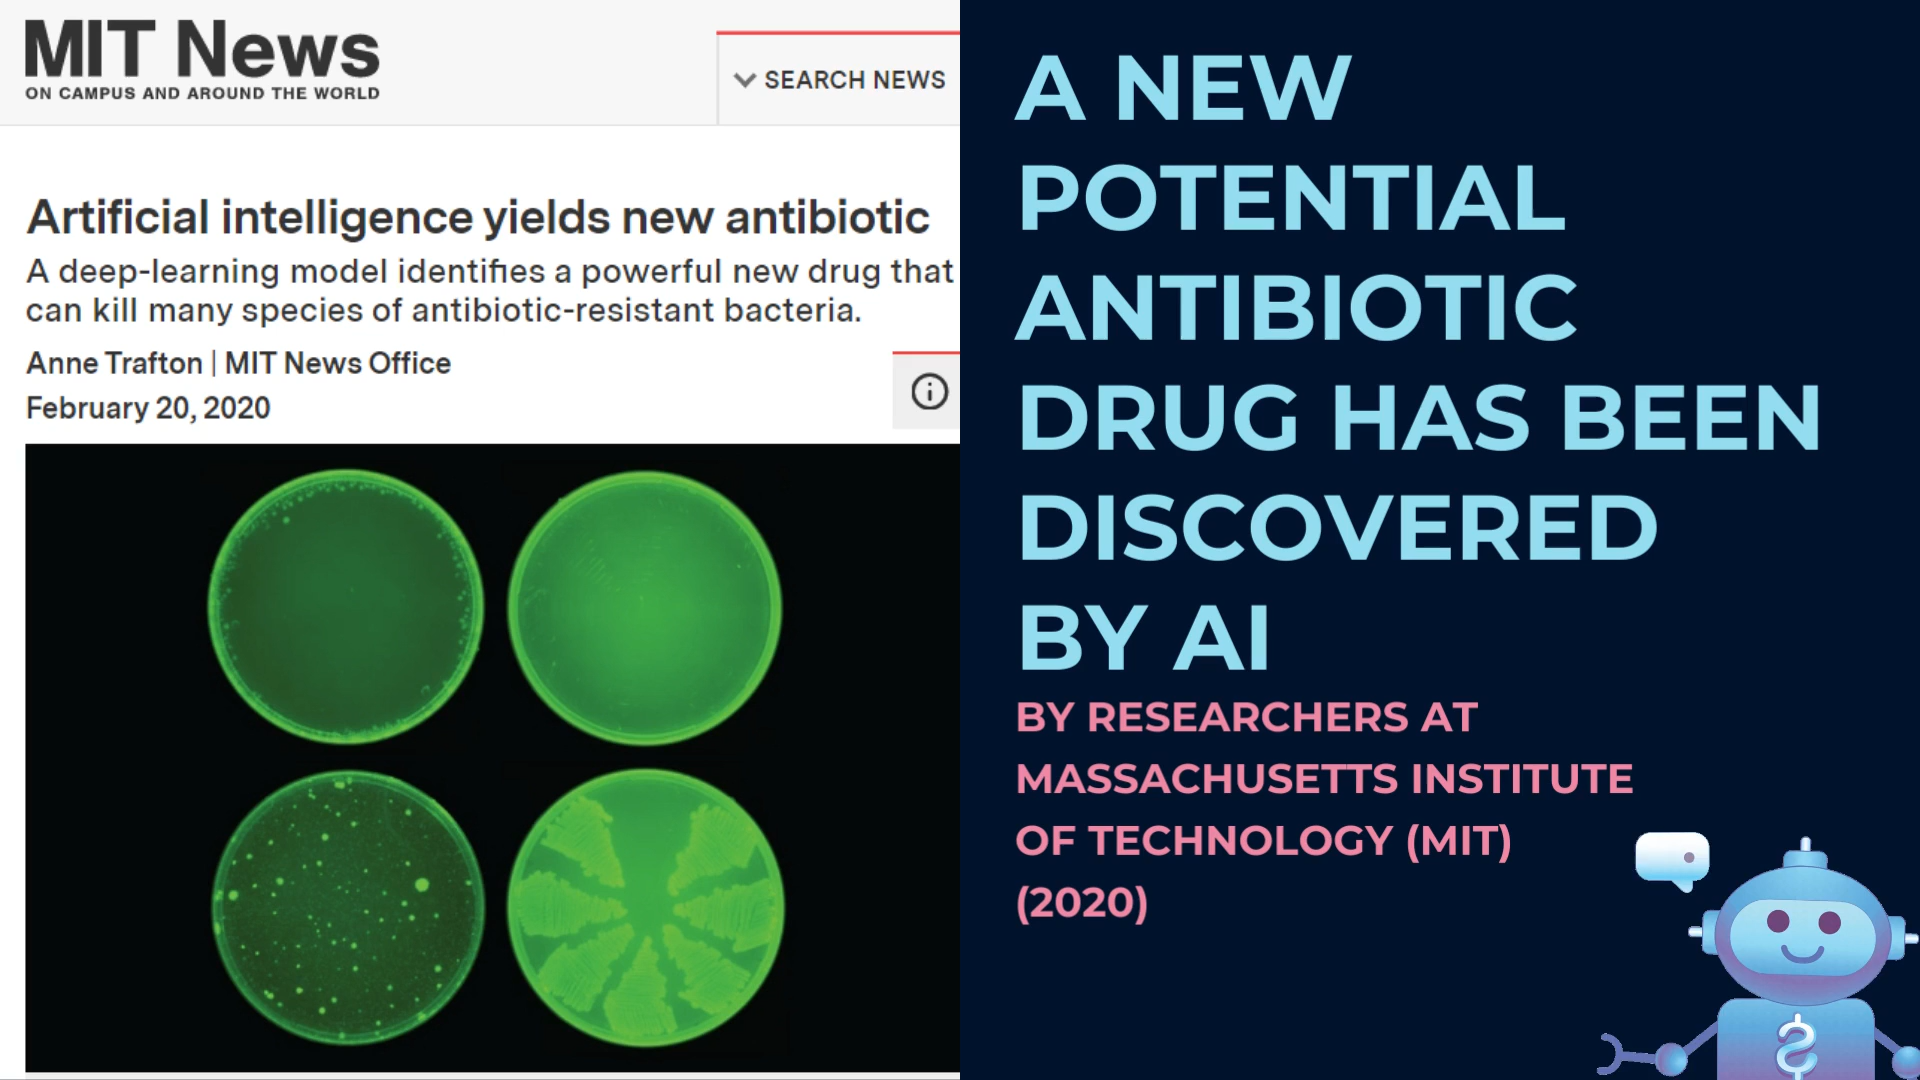 MIT News
ON CAMPUS AND AROUND THE WORLD
SEARCH NEWS
Artificial intelligence yields new antibiotic
A deep-learning model identifies a powerful new drug that
can kill many species of antibiotic-resistant bacteria.
Anne Trafton | MIT News Office
February 20, 2020
A NEW
POTENTIAL
ANTIBIOTIC
DRUG HAS BEEN
DISCOVERED
BY AI
BY RESEARCHERS AT
MASSACHUSETTS INSTITUTE
OF TECHNOLOGY (MIT)
(2020)